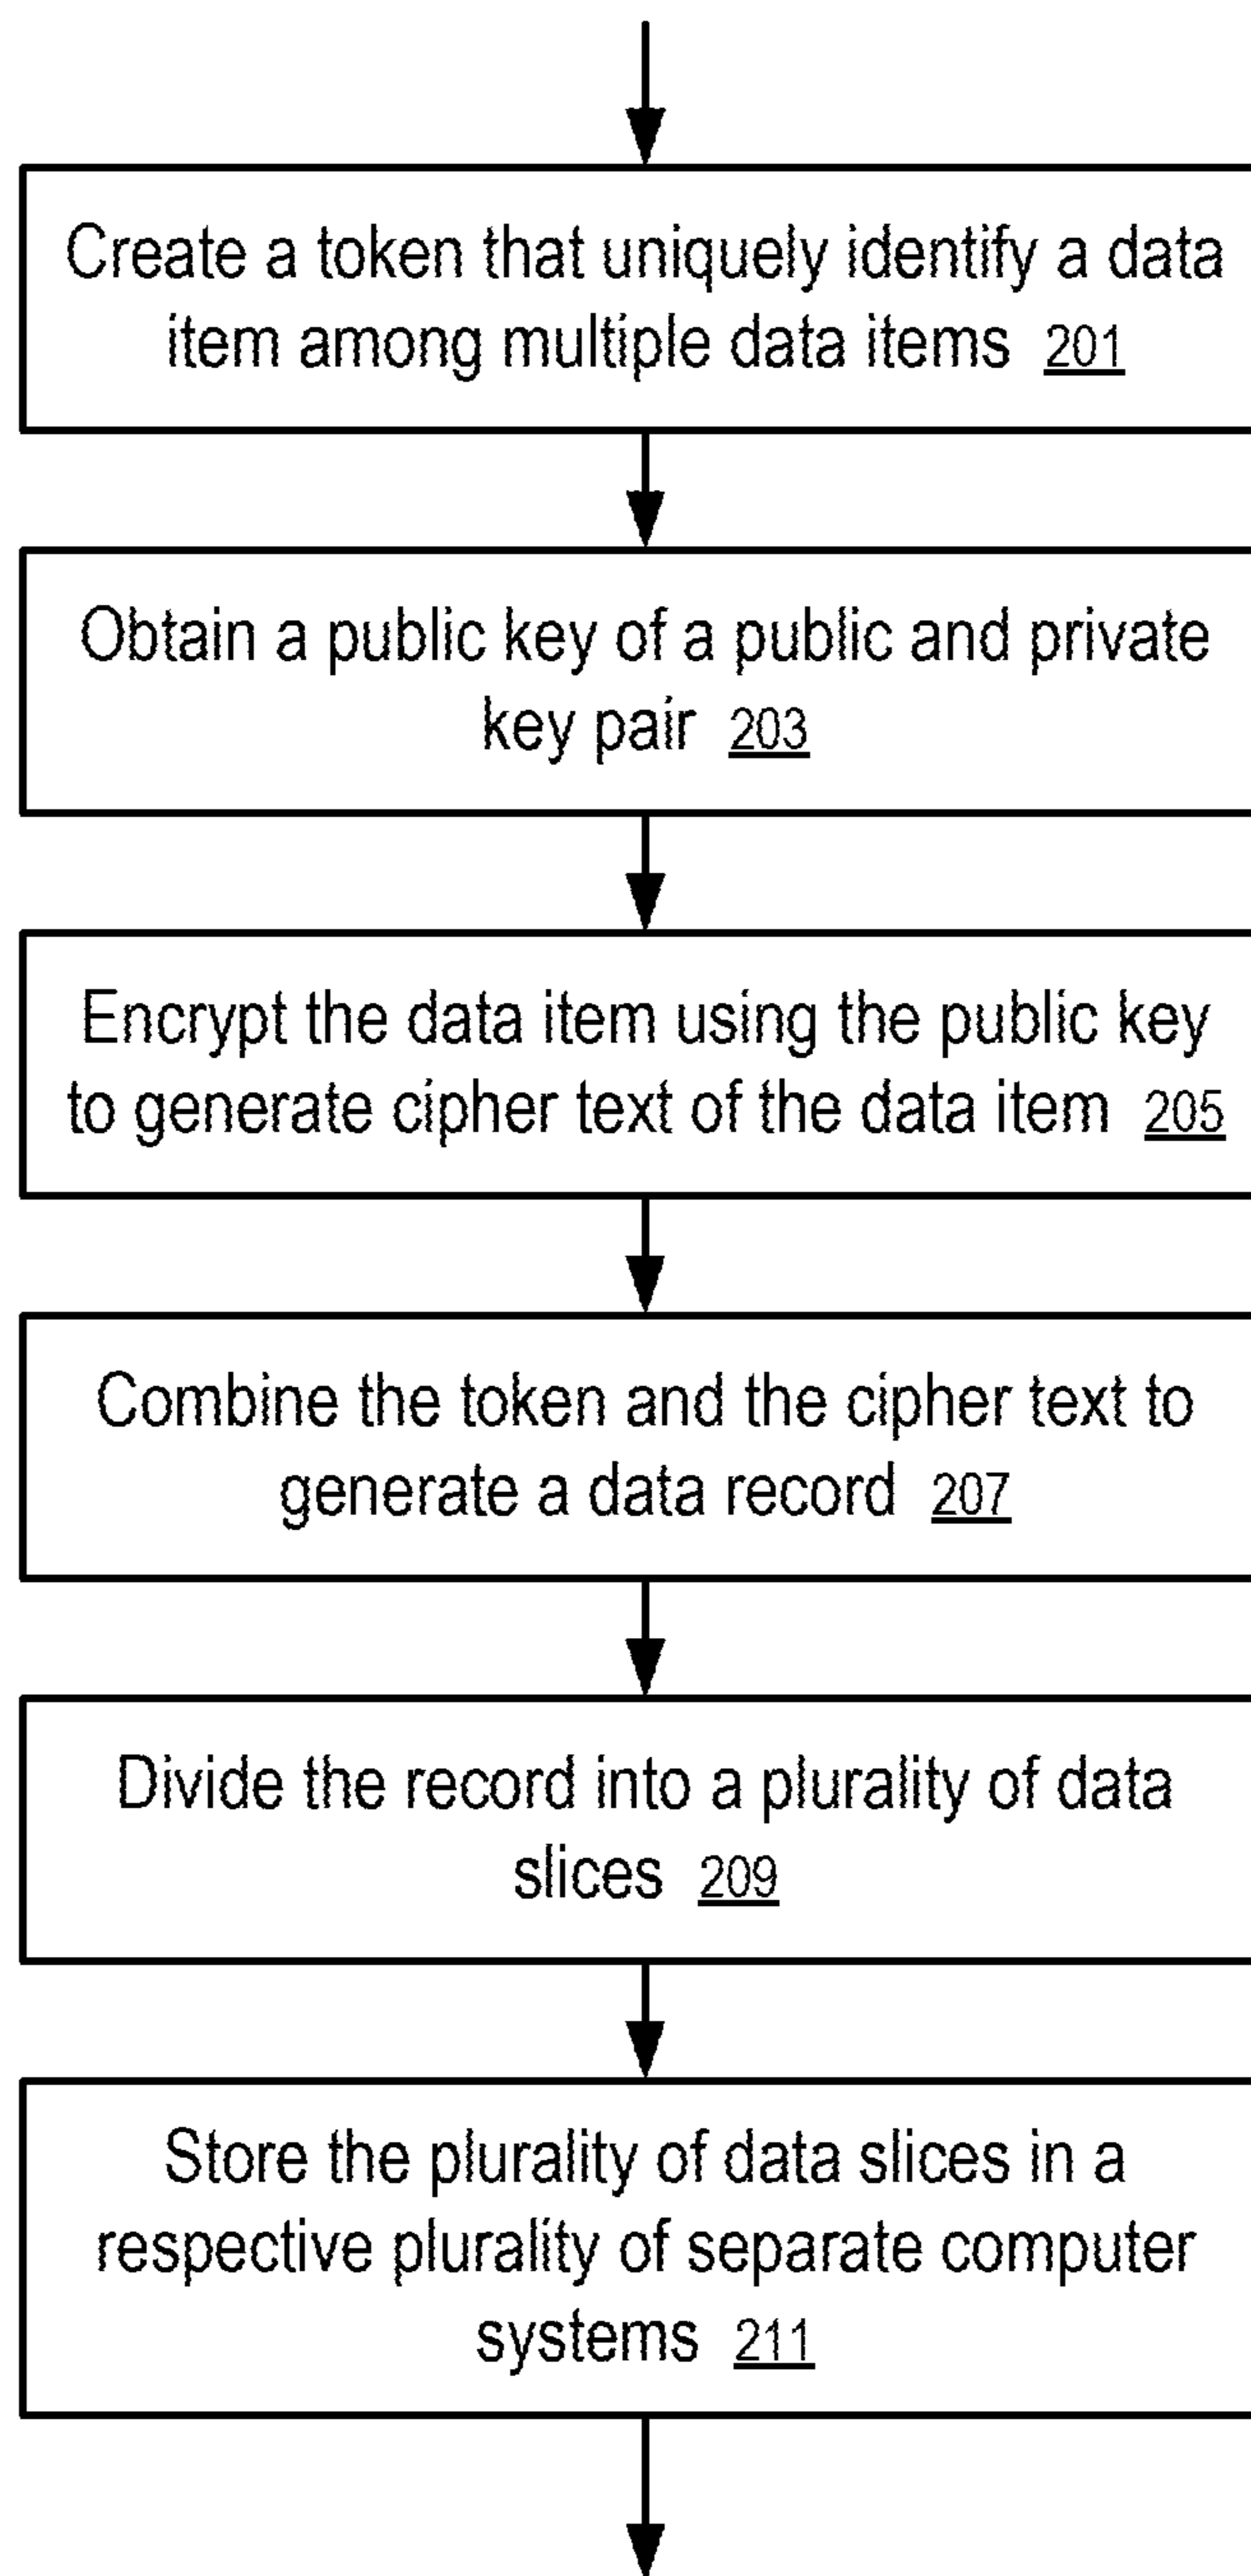 Create a token that uniquely identify a data
item among multiple data items 201
Obtain a public key of a public and private
key pair 203
Encrypt the data item using the public key
to generate cipher text of the data item 205
Combine the token and the cipher text to
generate a data record 207
Divide the record into a plurality of data
slices 209
Store the plurality of data slices in a
respective plurality of separate computer
systems 211